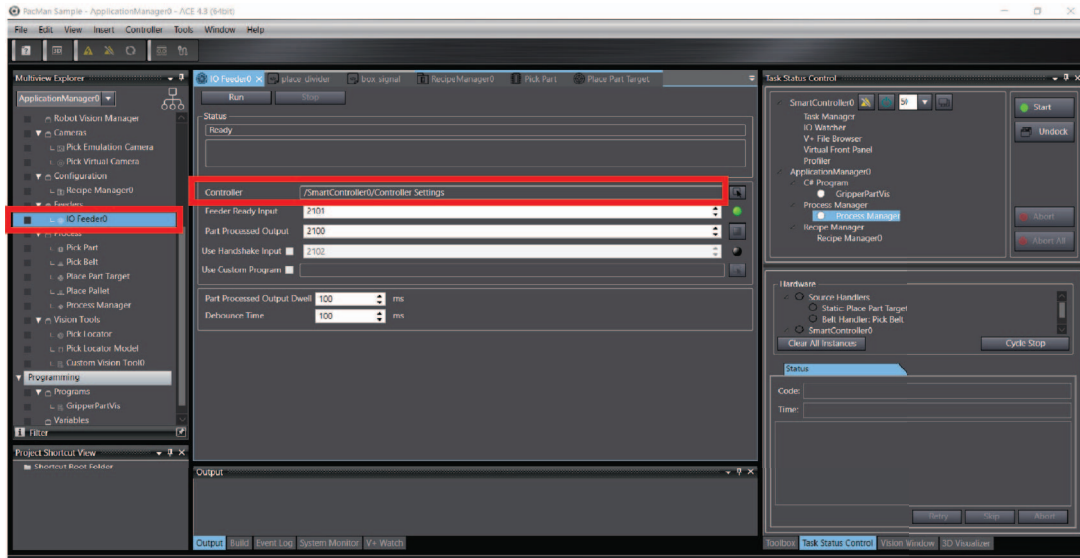 PacMan Sample - ApplicationManager0 - ACE 4.3 (64bit)
File Edit View Insert Controller Tools Window Help
Multiview Explorer
ApplicationManager0
Robot Vision Manager
Cameras
Pick Emulation Camera
Pick Virtual Camera
Configuration
Recipe Manager0
Feeders
IO Feeder0
Process
Pick Part
Pick Belt
Place Part Target
Place Pallet
Process Manager
Vision Tools
Pick Locator
Pick Locator Model
Custom Vision Tool0
Programming
Programs
GripperPartVis
Variables
Filter
Project Shortcut View
Shortcut Root Folder
IO Feeder0 place divider box signal RecipeManager0 Pick Part Place Part Target
Run Stop
Status
Ready
Controller /SmartController0/Controller Settings
Feeder Ready Input 2101
Part Processed Output 2100
Use Handshake Input 2102
Use Custom Program
Part Processed Output Dwell 100 ms
Debounce Time 100 ms
Output
Output Build Event Log System Monitor V+ Watch
Task Status Control
SmartController0
Task Manager
IO Watcher
V+ File Browser
Virtual Front Panel
Profiler
ApplicationManager0
C# Program
GripperPartVis
Process Manager
Process Manager
Recipe Manager
Recipe Manager0
Start
Undock
Abort
Abort All
Hardware
Source Handlers
Static: Place Part Target
Belt Handler: Pick Belt
SmartController0
Clear All Instances Cycle Stop
Status
Code:
Time:
Retry Skip Abort
Toolbox Task Status Control Vision Window 3D Visualizer